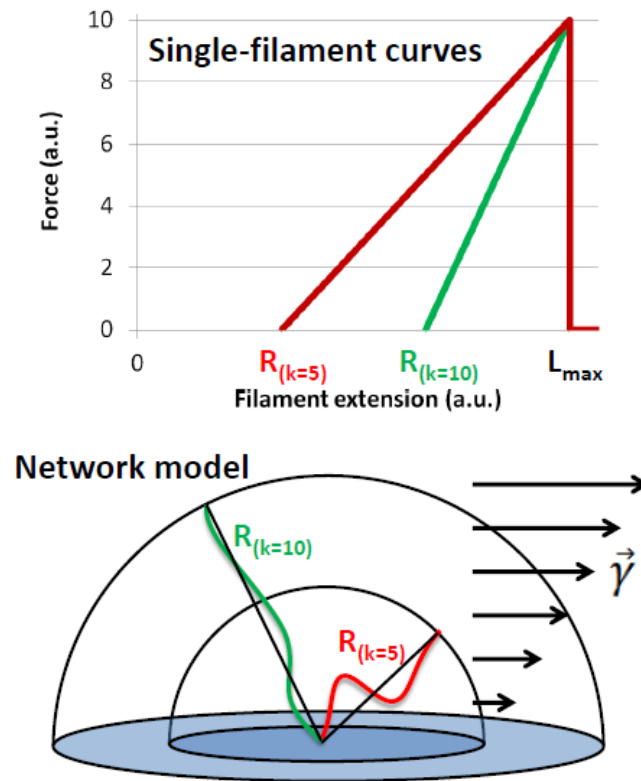 Single-filament curves
Force (a.u.)
10
8
6
4
2
0
0
R(k=5)
R(k=10)
Lmax
Filament extension (a.u.)
Network model
R(k=10)
R(k=5)
γ⃗